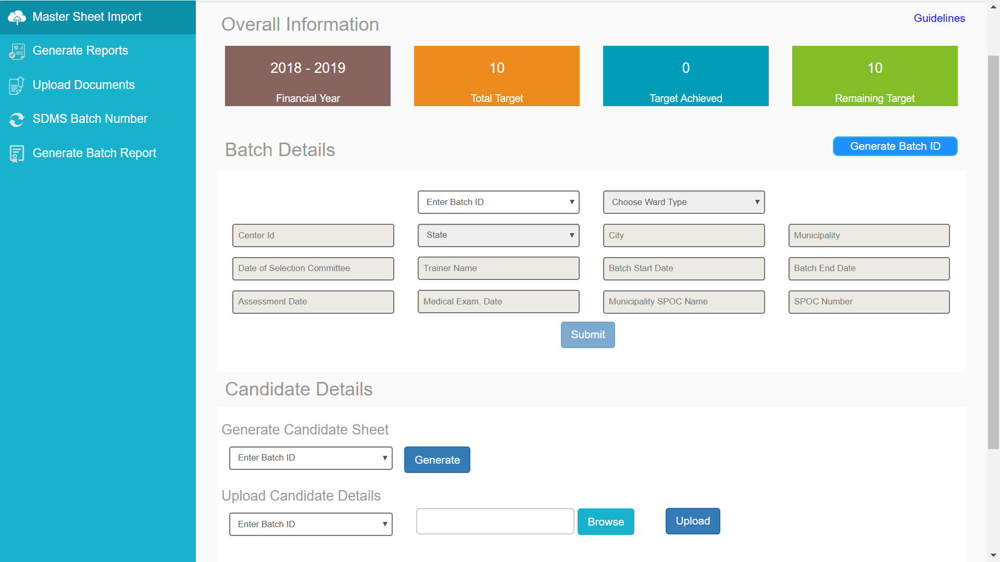 Master Sheet Import
Generate Reports
Upload Documents
SDMS Batch Number
Generate Batch Report
Guidelines
Overall Information
2018 - 2019
Financial Year
10
Total Target
0
Target Achieved
10
Remaining Target
Batch Details
Generate Batch ID
Enter Batch ID
Choose Ward Type
Center Id
State
City
Municipality
Date of Selection Committee
Trainer Name
Batch Start Date
Batch End Date
Assessment Date
Medical Exam. Date
Municipality SPOC Name
SPOC Number
Submit
Candidate Details
Generate Candidate Sheet
Enter Batch ID
Generate
Upload Candidate Details
Enter Batch ID
Browse
Upload